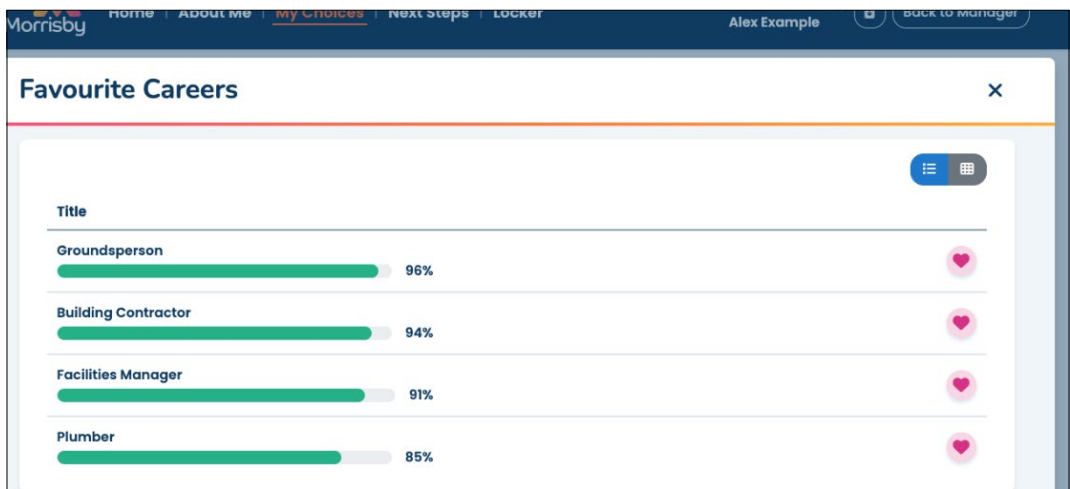 Morrisby Home About Me My Choices Next Steps Locker Alex Example Back to Manager
Favourite Careers
Title
Groundsperson
96%
Building Contractor
94%
Facilities Manager
91%
Plumber
85%